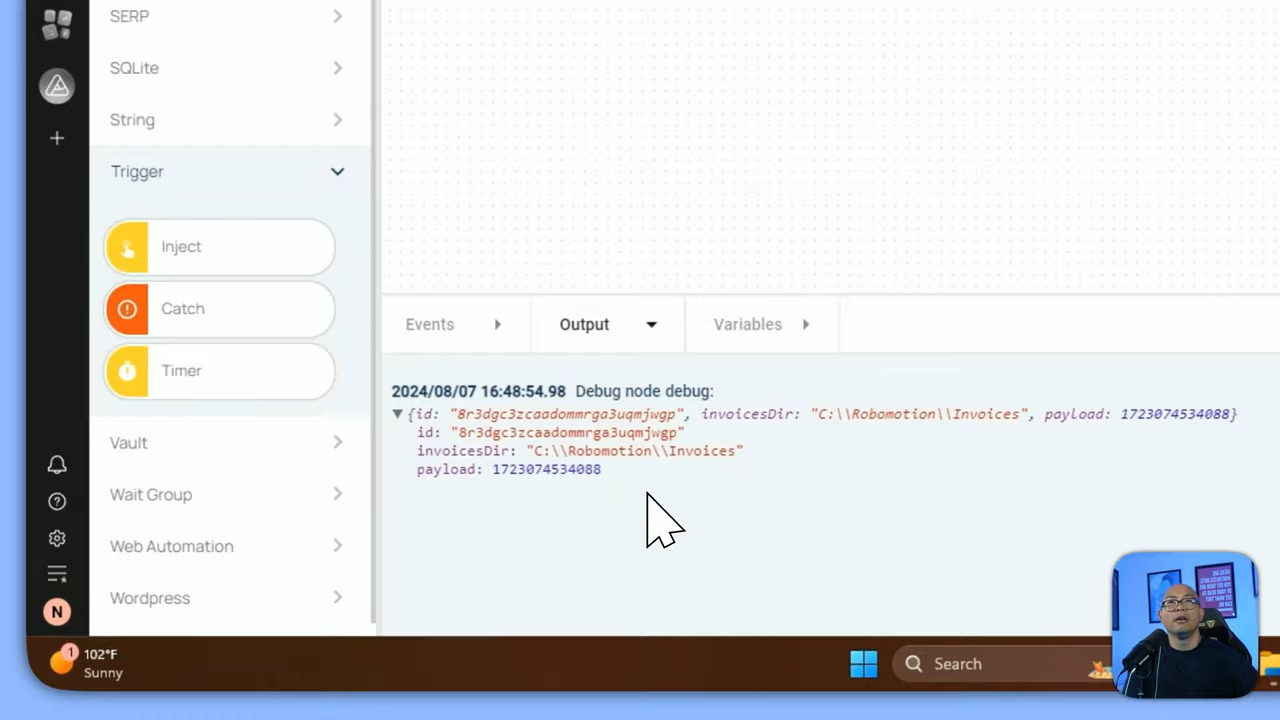 SERP
SQLite
String
Trigger
Inject
Catch
Timer
Vault
Wait Group
Web Automation
Wordpress
N
Events
Output
Variables
2024/08/07 16:48:54.98 Debug node debug:
{id: "8r3dgc3zcaadommrga3uqmjwgp", invoicesDir: "C:\\Robomotion\\Invoices", payload: 1723074534088}
id: "8r3dgc3zcaadommrga3uqmjwgp"
invoicesDir: "C:\\Robomotion\\Invoices"
payload: 1723074534088
1
102°F
Sunny
Search